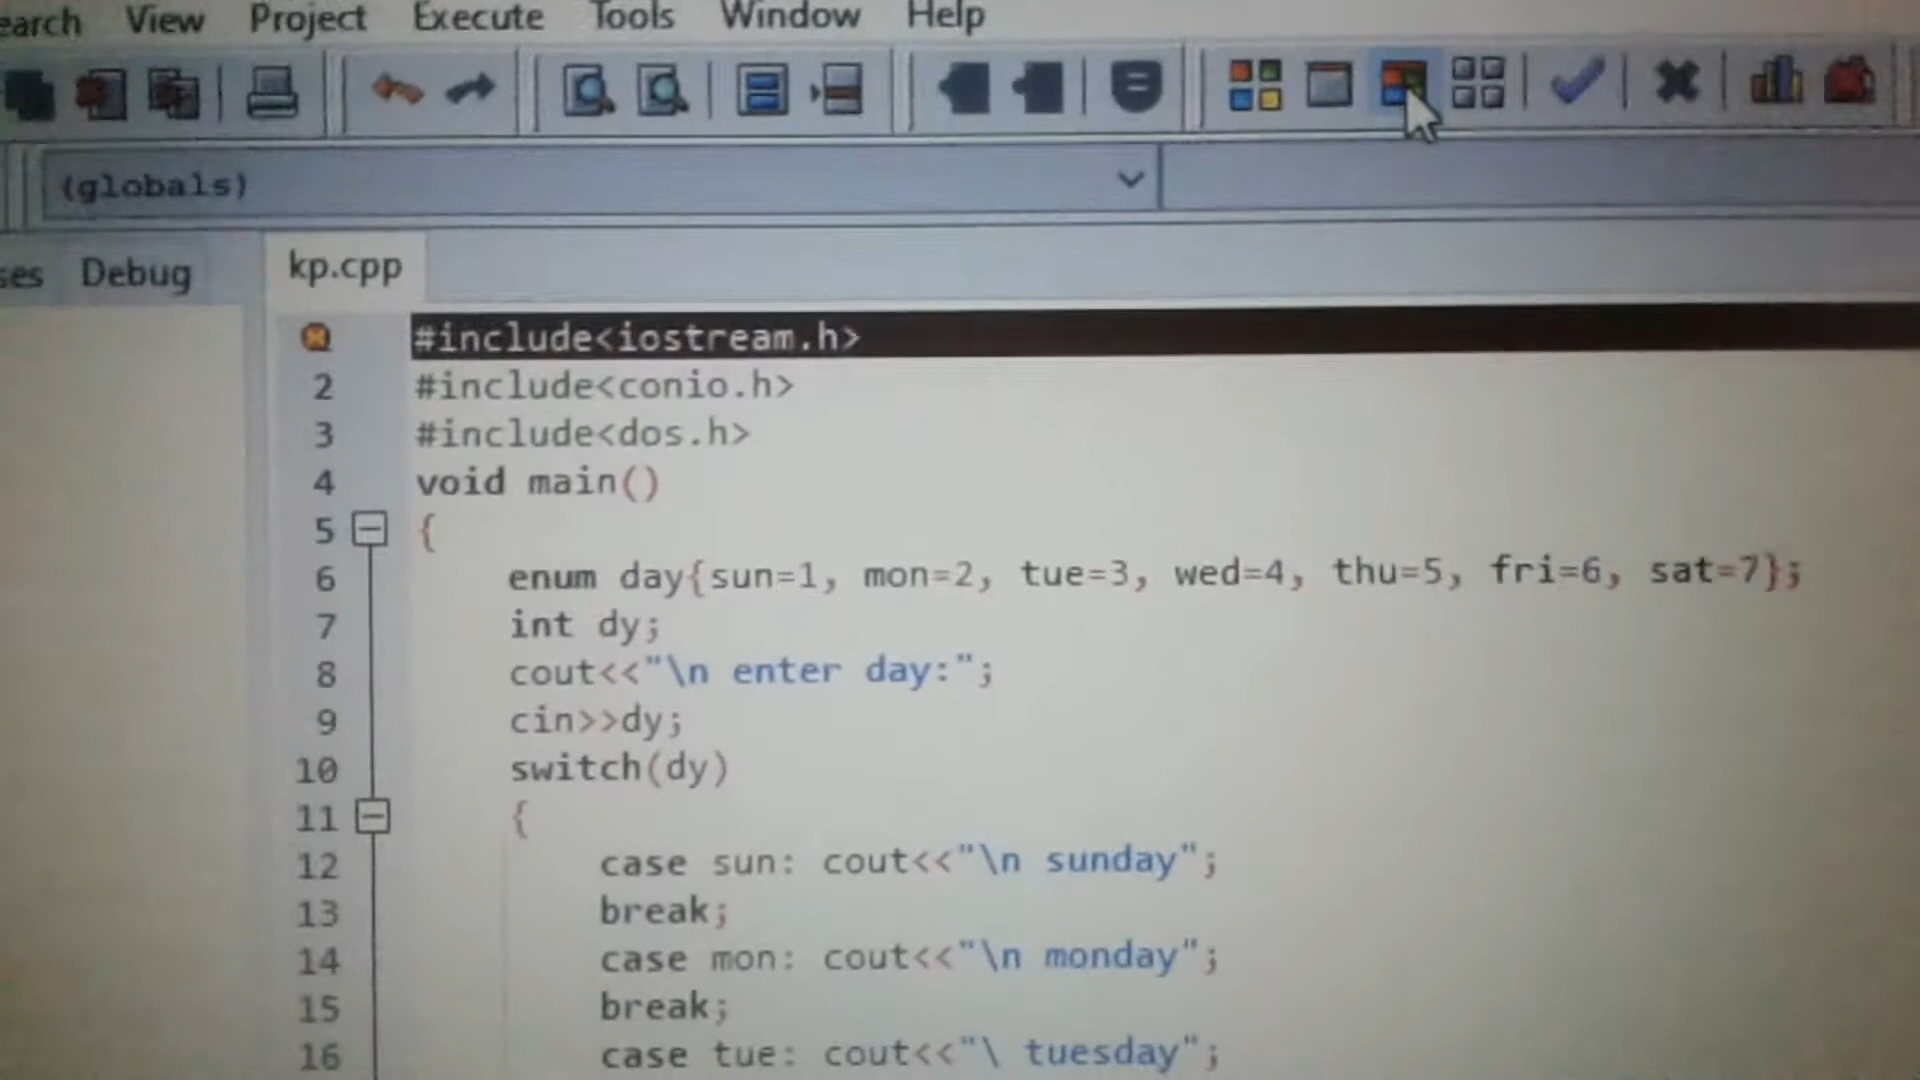 earch View Project Execute Tools Window Help
(globals)
ses Debug kp.cpp
#include<iostream.h>
2 #include<conio.h>
3 #include<dos.h>
4 void main()
5 {
6 enum day{sun=1, mon=2, tue=3, wed=4, thu=5, fri=6, sat=7};
7 int dy;
8 cout<<"\n enter day:";
9 cin>>dy;
10 switch(dy)
11 {
12 case sun: cout<<"\n sunday";
13 break;
14 case mon: cout<<"\n monday";
15 break;
16 case tue: cout<<"\ tuesday";